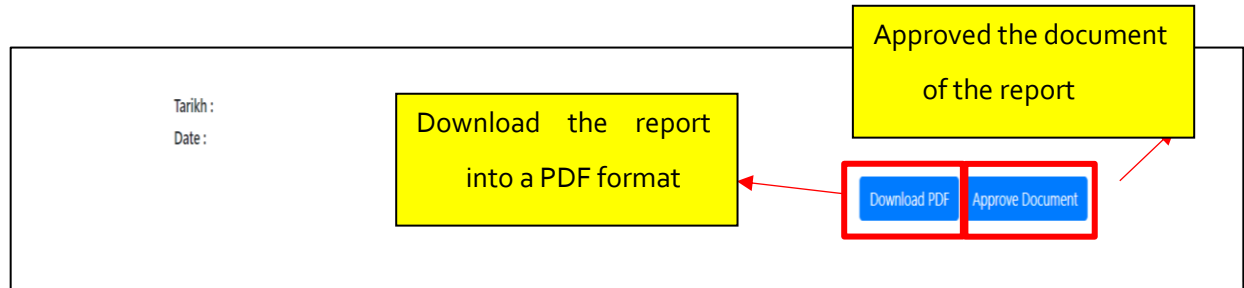 Approved the document
of the report
Tarikh :
Date :
Download the report
into a PDF format
Download PDF
Approve Document